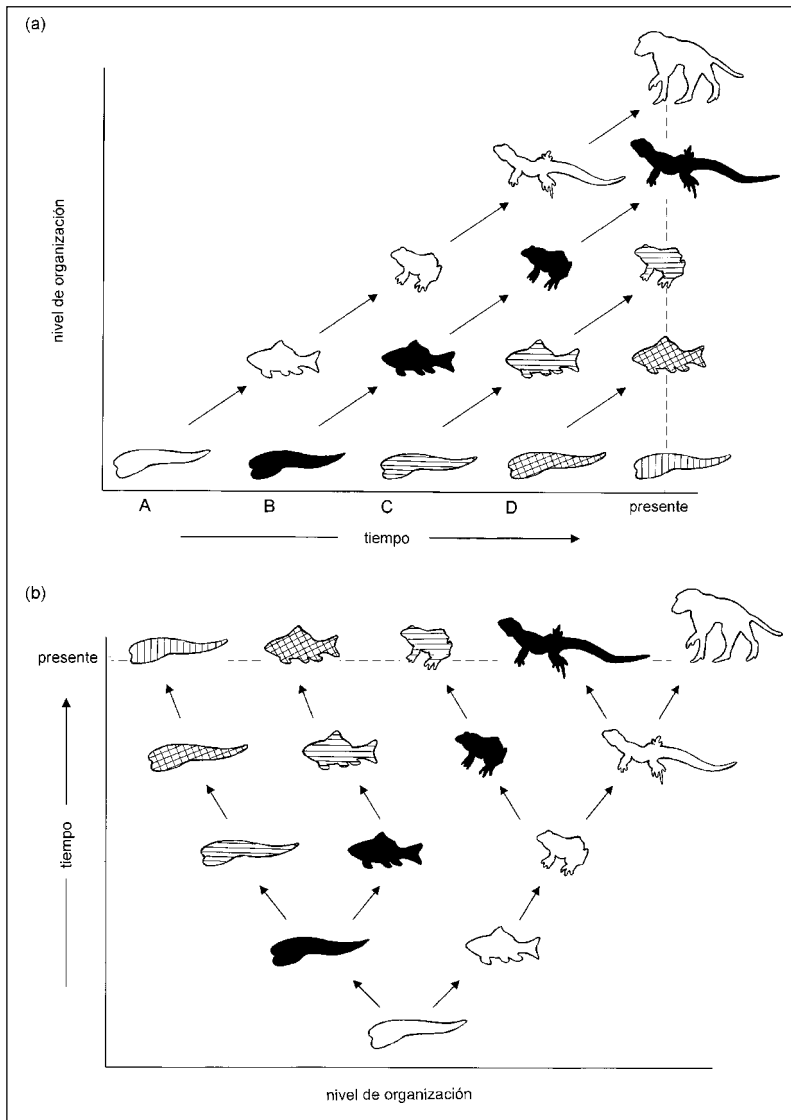 (a)
nivel de organización
A
B
C
D
presente
tiempo
(b)
presente
tiempo
nivel de organización